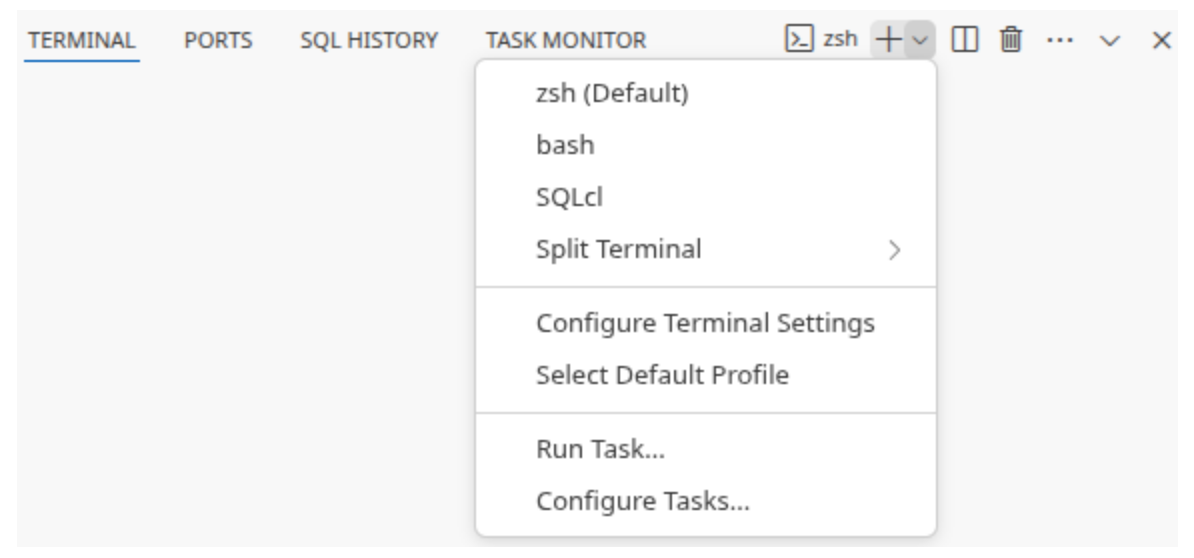 TERMINAL PORTS SQL HISTORY TASK MONITOR zsh
zsh (Default)
bash
SQLcl
Split Terminal
Configure Terminal Settings
Select Default Profile
Run Task...
Configure Tasks...